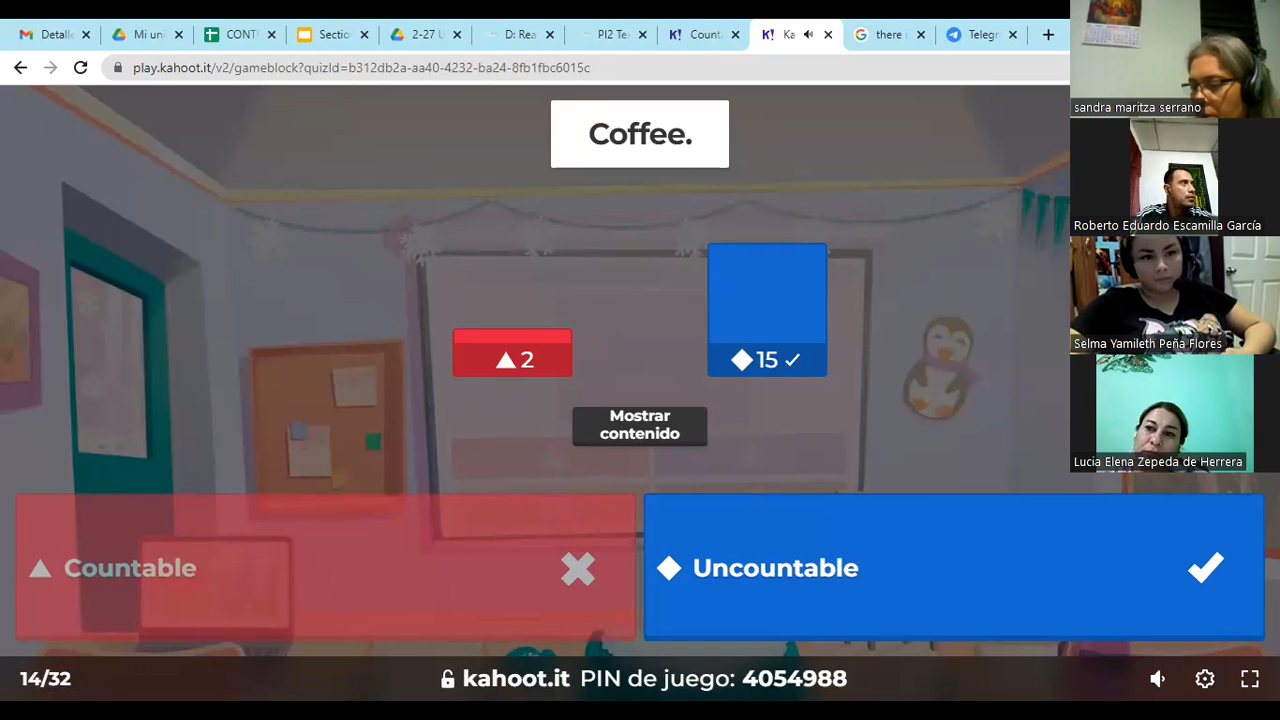 Detalle
Mi uni
CONT
Sectio
2-27 U
D: Rea
PI2 Te
K! Count
K! Ka
there i
Telegr
play.kahoot.it/v2/gameblock?quizId=b312db2a-aa40-4232-ba24-8fb1fbc6015c
Coffee.
2
15
Mostrar
contenido
Countable
Uncountable
14/32
kahoot.it PIN de juego: 4054988
sandra maritza serrano
Roberto Eduardo Escamilla García
Selma Yamileth Peña Flores
Lucia Elena Zepeda de Herrera